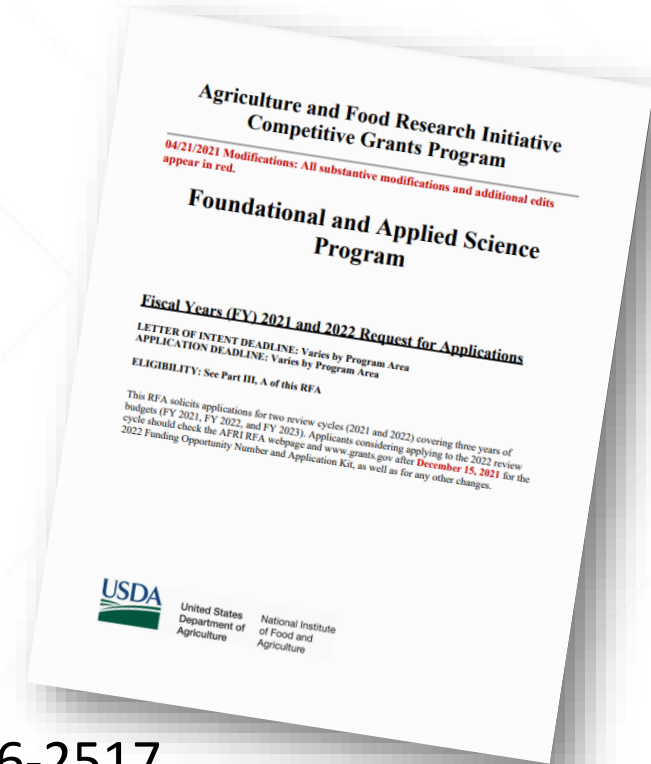 Agriculture and Food Research Initiative
Competitive Grants Program
04/21/2021 Modifications: All substantive modifications and additional edits
appear in red.
Foundational and Applied Science
Program
Fiscal Years (FY) 2021 and 2022 Request for Applications
LETTER OF INTENT DEADLINE: Varies by Program Area
APPLICATION DEADLINE: Varies by Program Area
ELIGIBILITY: See Part III, A of this RFA
This RFA solicits applications for two review cycles (2021 and 2022) covering three years of
budgets (FY 2021, FY 2022, and FY 2023). Applicants considering applying to the 2022 review
cycle should check the AFRI RFA webpage and www.grants.gov after December 15, 2021 for the
2022 Funding Opportunity Number and Application Kit, as well as for any other changes.
USDA
United States
Department of
Agriculture
National Institute
of Food and
Agriculture
6-2517